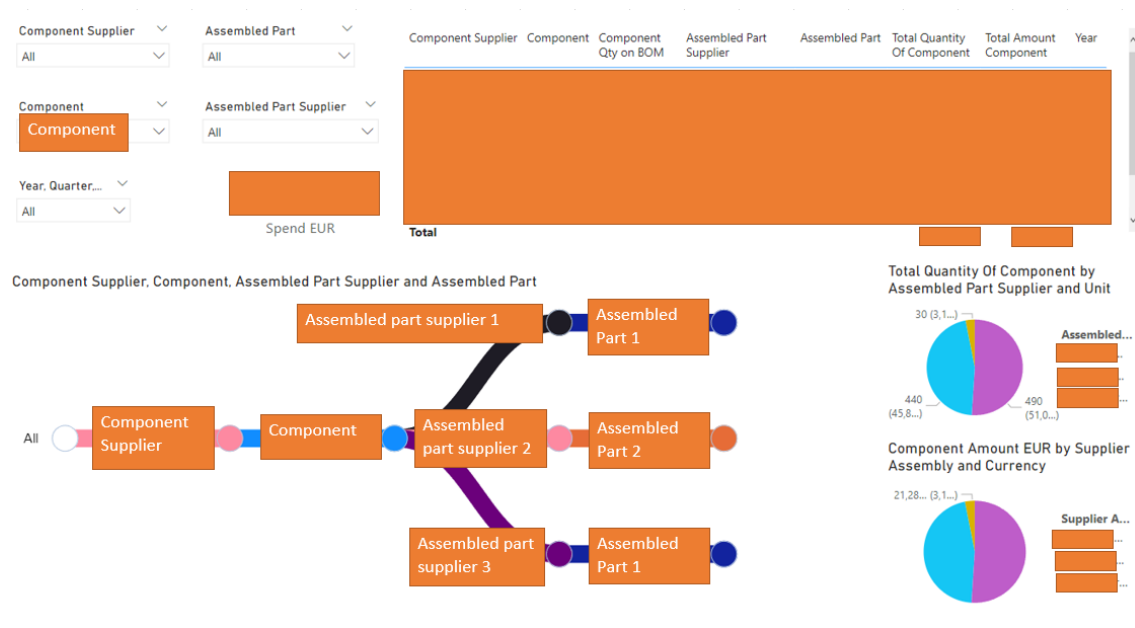 Component Supplier
All
Assembled Part
All
Component
Component
Assembled Part Supplier
All
Year, Quarter,...
All
Spend EUR
Component Supplier Component Component Qty on BOM Assembled Part Supplier Assembled Part Total Quantity Of Component Total Amount Component Year
Total
Component Supplier, Component, Assembled Part Supplier and Assembled Part
All
Component
Supplier
Component
Assembled part supplier 1
Assembled
Part 1
Assembled
part supplier 2
Assembled
Part 2
Assembled part
supplier 3
Assembled
Part 1
Total Quantity Of Component by
Assembled Part Supplier and Unit
30 (3,1...)
440
(45,8...)
490
(51,0...)
Assembled...
...
...
...
Component Amount EUR by Supplier
Assembly and Currency
21,28... (3,1...)
Supplier A...
...
...
...